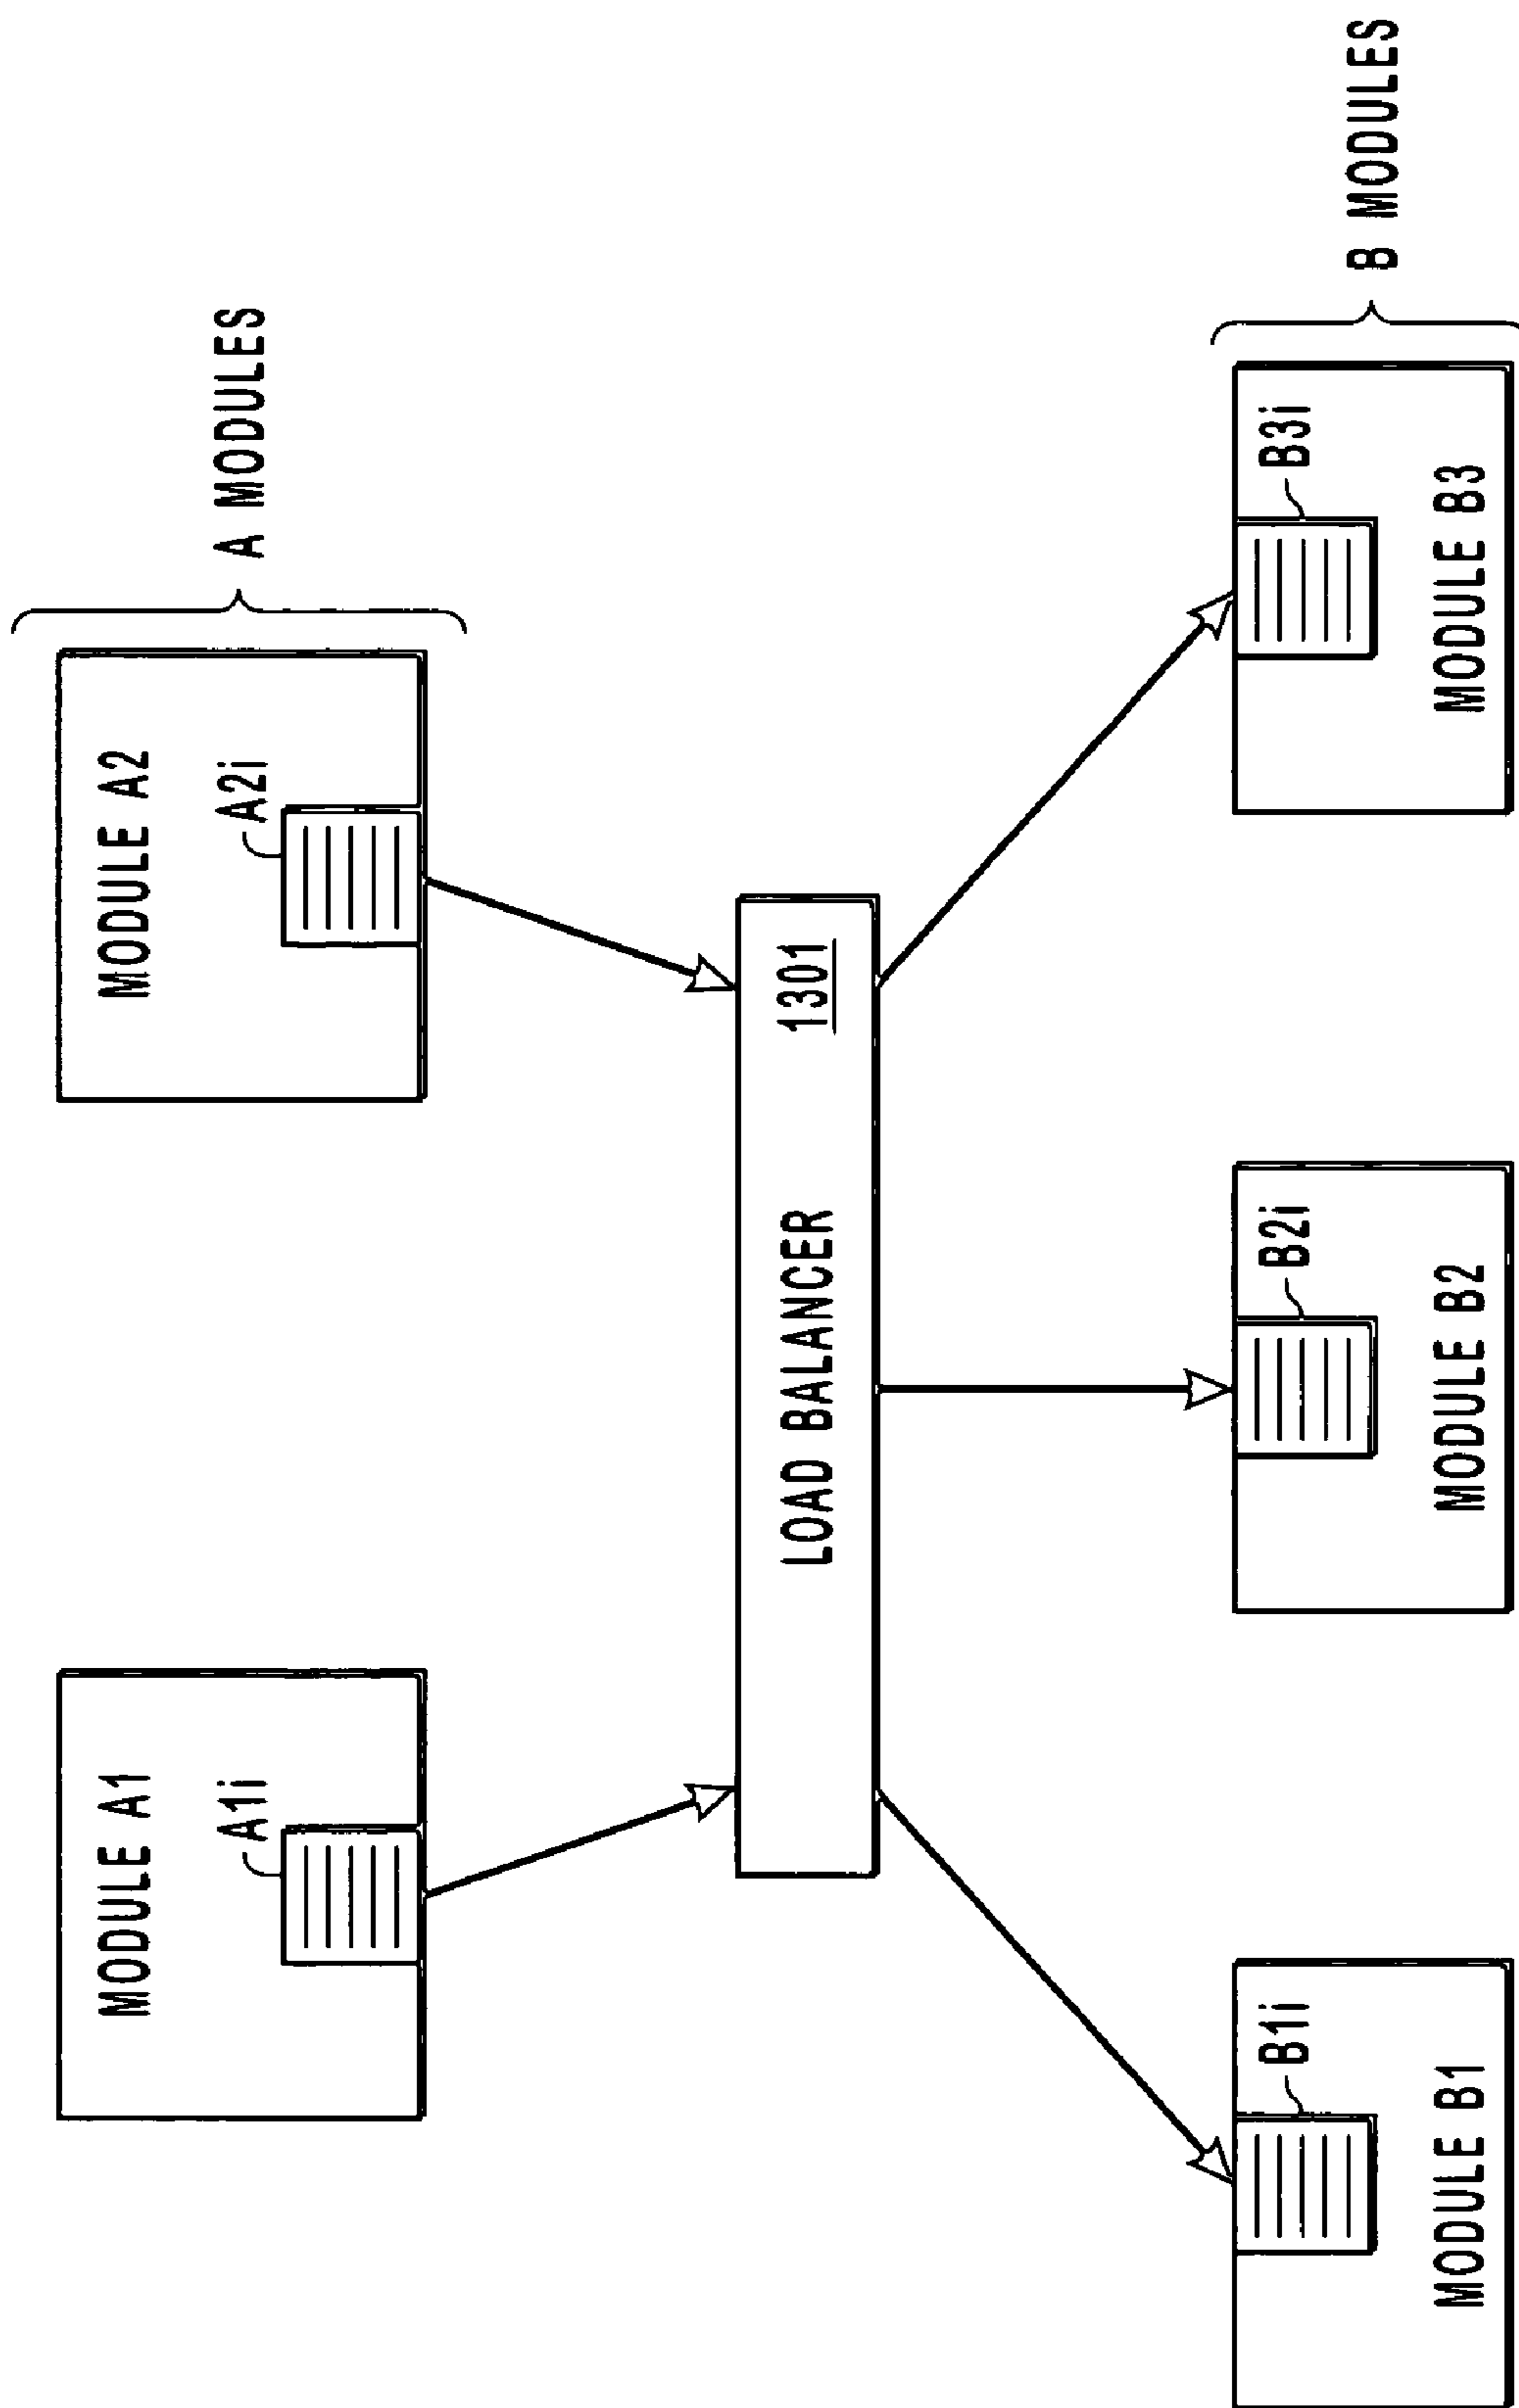 MODULE A1
A1i
MODULE A2
A2i
A MODULES
LOAD BALANCER 1301
B1i
MODULE B1
B2i
MODULE B2
B3i
MODULE B3
B MODULES